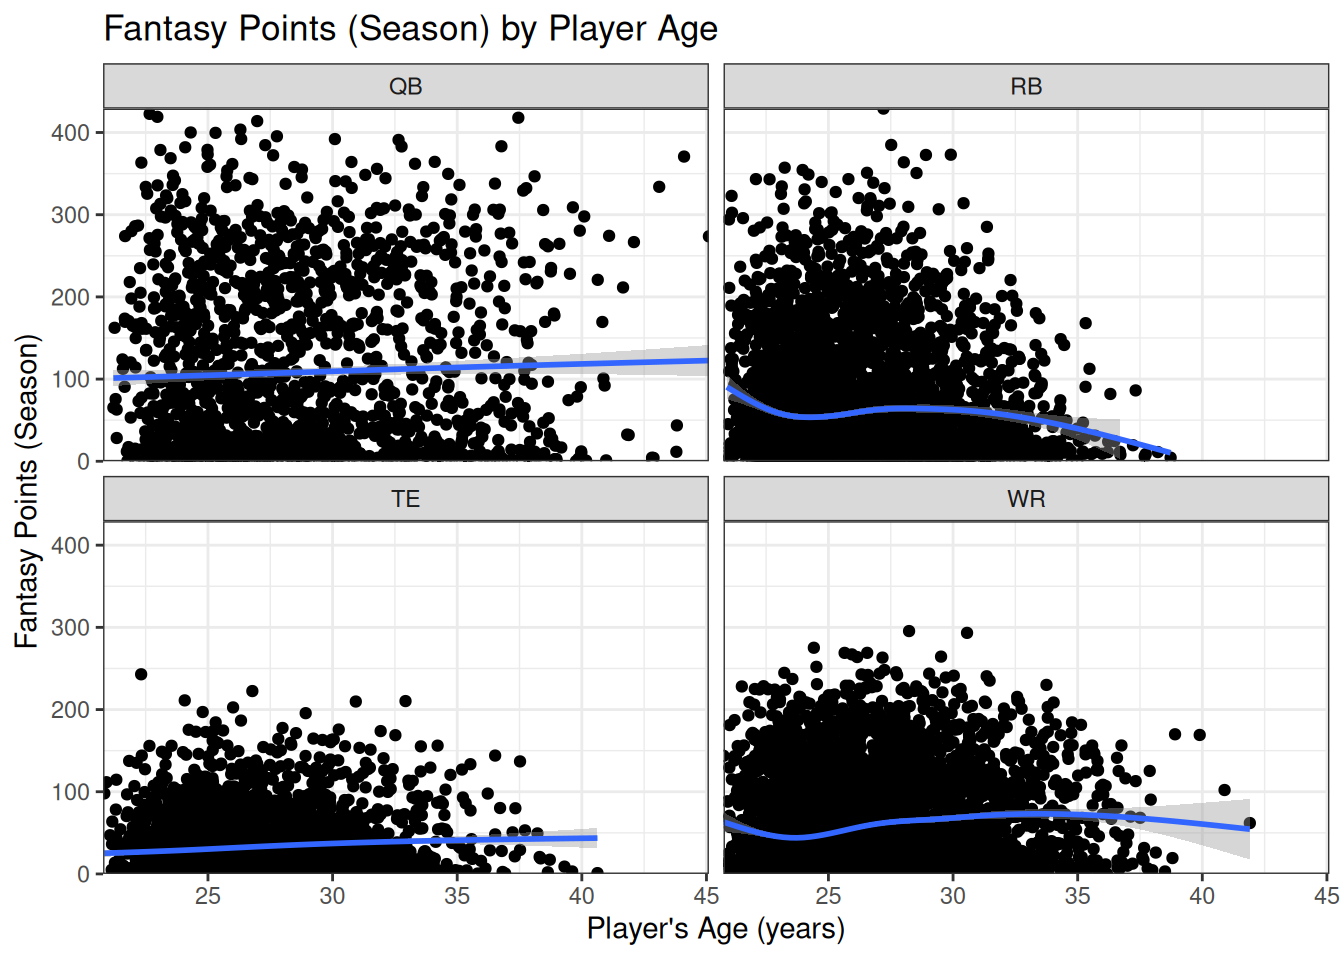 Fantasy Points (Season) by Player Age
QB
RB
400
300
200
100
0
TE
WR
400
300
200
100
0
Fantasy Points (Season)
25 30 35 40 45 25 30 35 40 45
Player's Age (years)